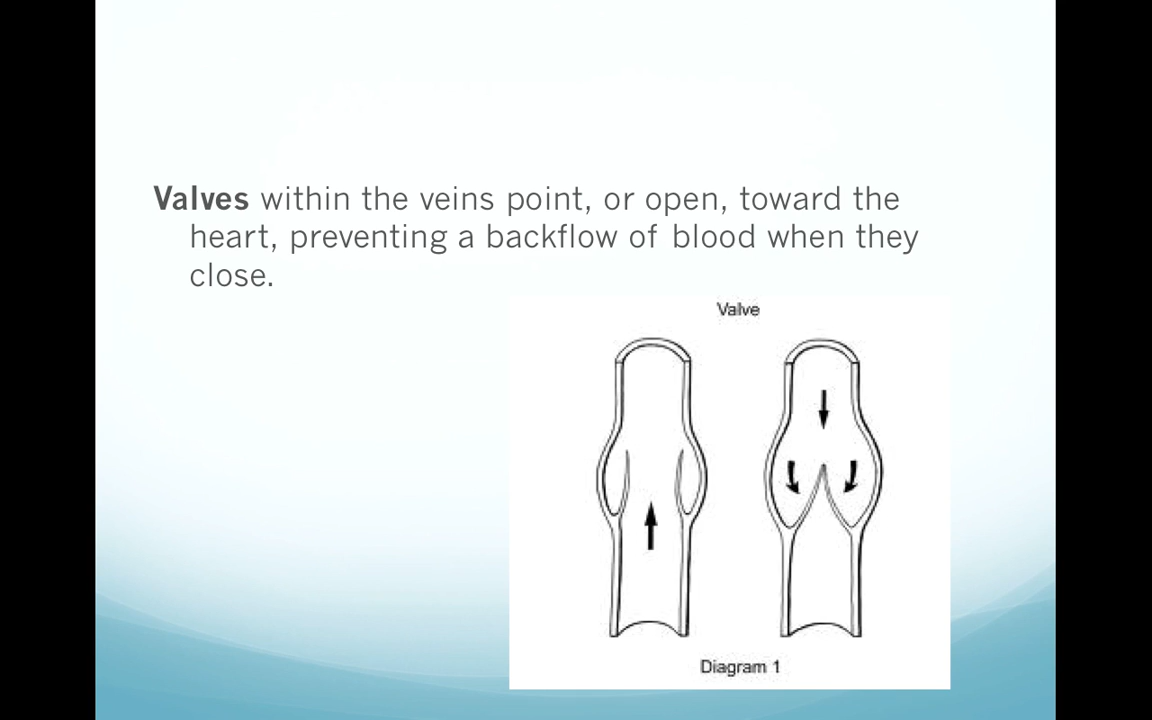 Valves within the veins point, or open, toward the
heart, preventing a backflow of blood when they
close.
Valve
Diagram 1